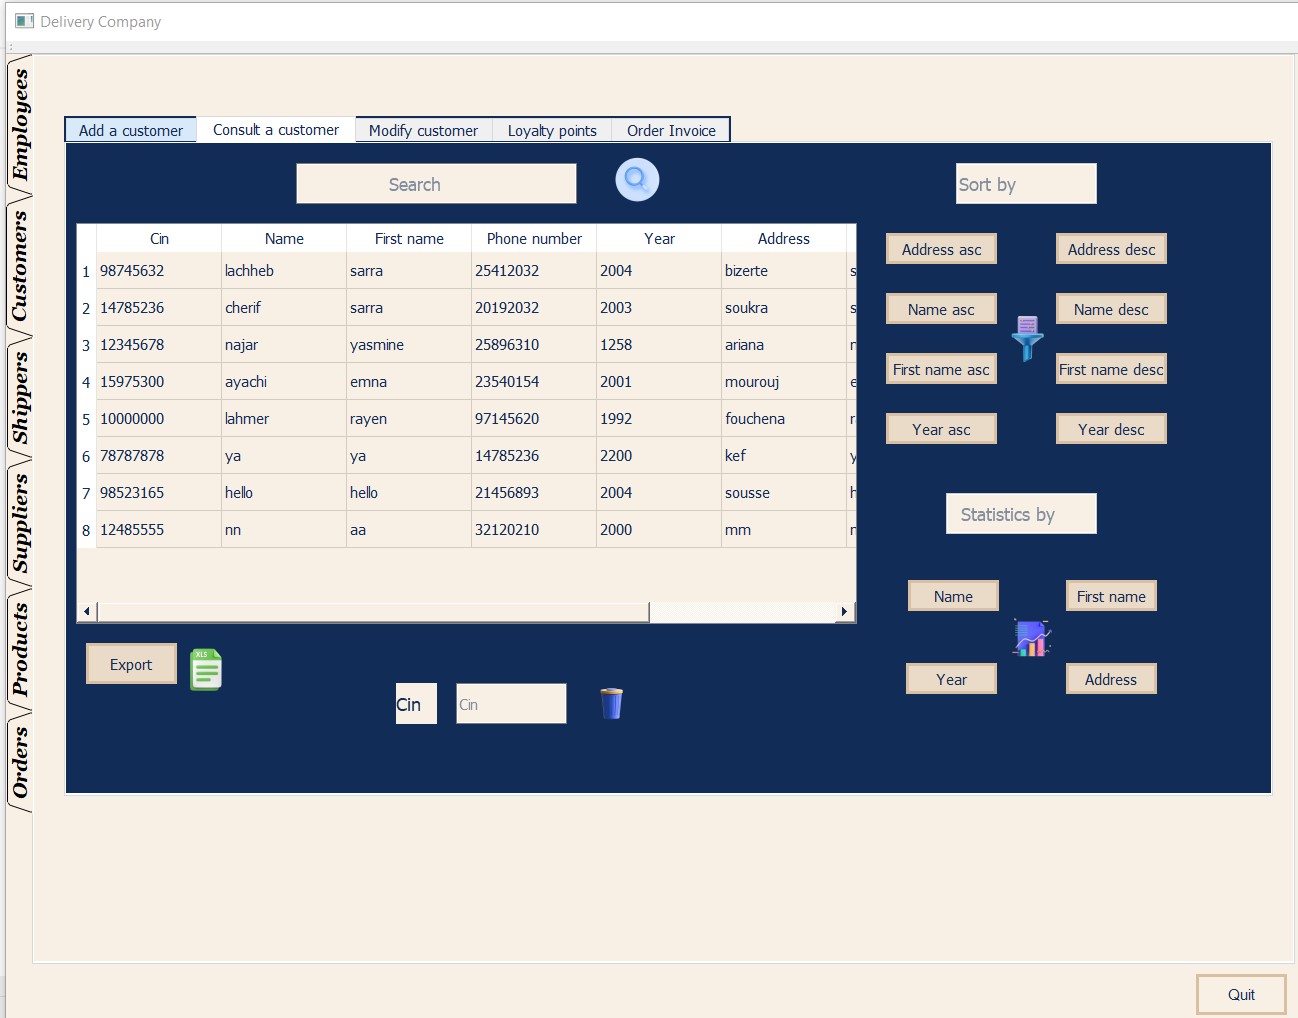 Delivery Company
Employees
Customers
Shippers
Suppliers
Products
Orders
Add a customer Consult a customer Modify customer Loyalty points Order Invoice
Search Sort by
Cin Name First name Phone number Year Address
1 98745632 lachheb sarra 25412032 2004 bizerte
2 14785236 cherif sarra 20192032 2003 soukra
3 12345678 najar yasmine 25896310 1258 ariana
4 15975300 ayachi emna 23540154 2001 mourouj
5 10000000 lahmer rayen 97145620 1992 fouchena
6 78787878 ya ya 14785236 2200 kef
7 98523165 hello hello 21456893 2004 sousse
8 12485555 nn aa 32120210 2000 mm
Address asc Address desc
Name asc Name desc
First name asc First name desc
Year asc Year desc
Statistics by
Name First name
Year Address
Export XLS
Cin Cin
Quit